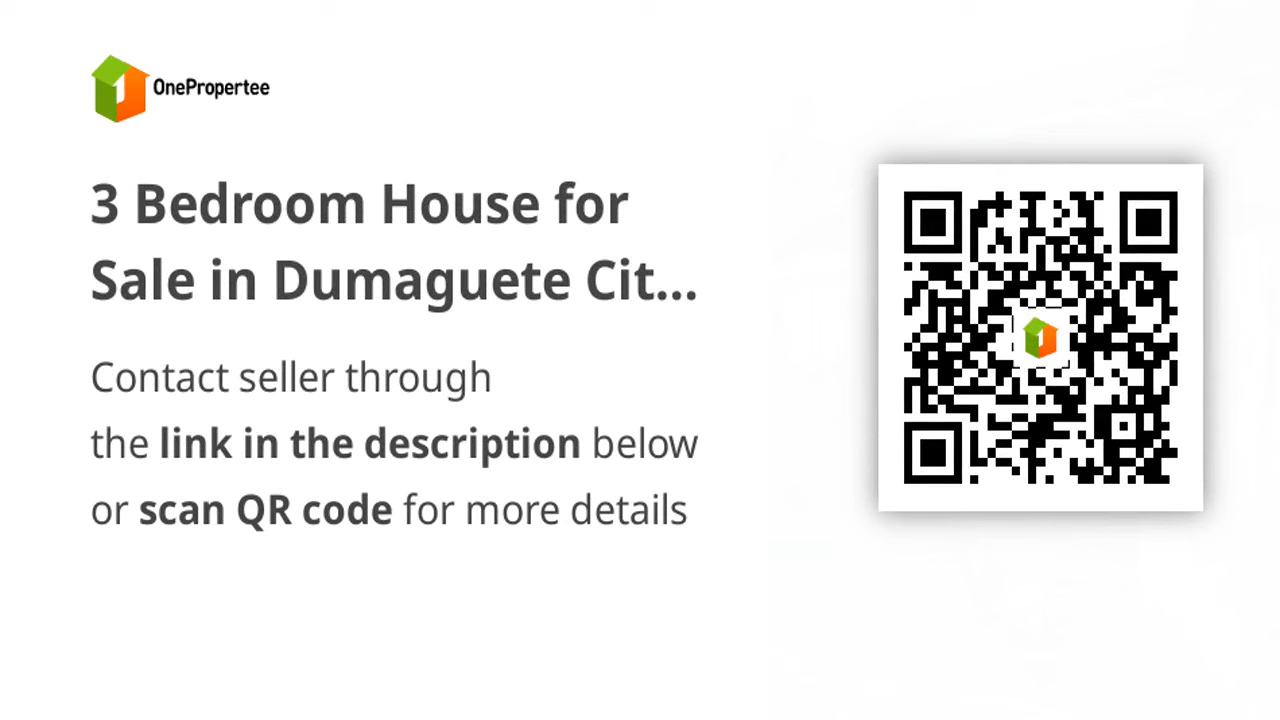 OnePropertee
3 Bedroom House for
Sale in Dumaguete Cit...
Contact seller through
the link in the description below
or scan QR code for more details